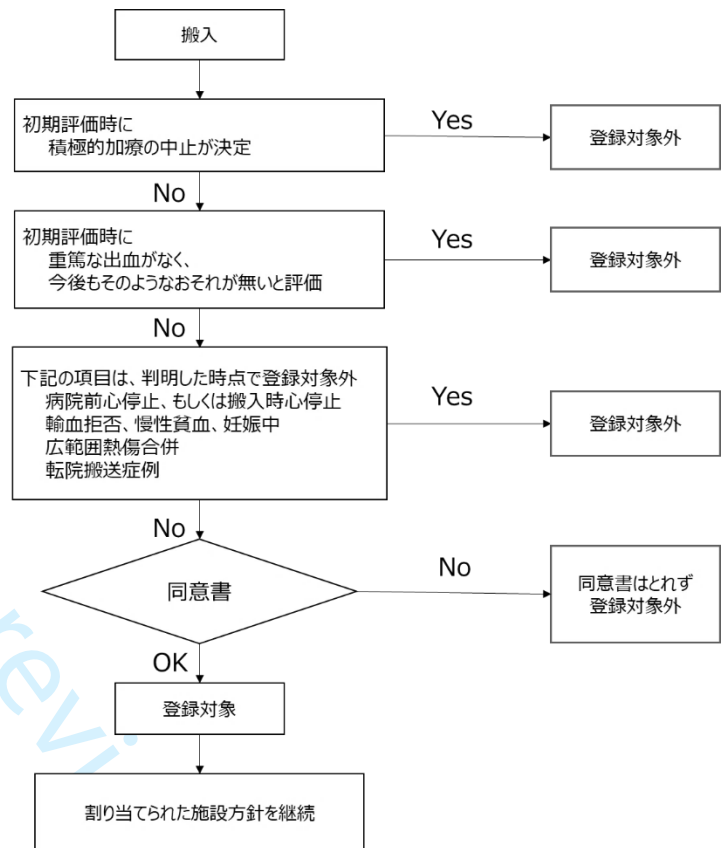 搬入
初期評価時に
積極的加療の中止が決定
Yes
登録対象外
No
初期評価時に
重篤な出血がなく、
今後もそのようなおそれが無いと評価
Yes
登録対象外
No
下記の項目は、判明した時点で登録対象外
病院前心停止、もしくは搬入時心停止
輸血拒否、慢性貧血、妊娠中
広範囲熱傷合併
転院搬送症例
Yes
登録対象外
No
同意書
No
同意書はとれず
登録対象外
OK
登録対象
割り当てられた施設方針を継続